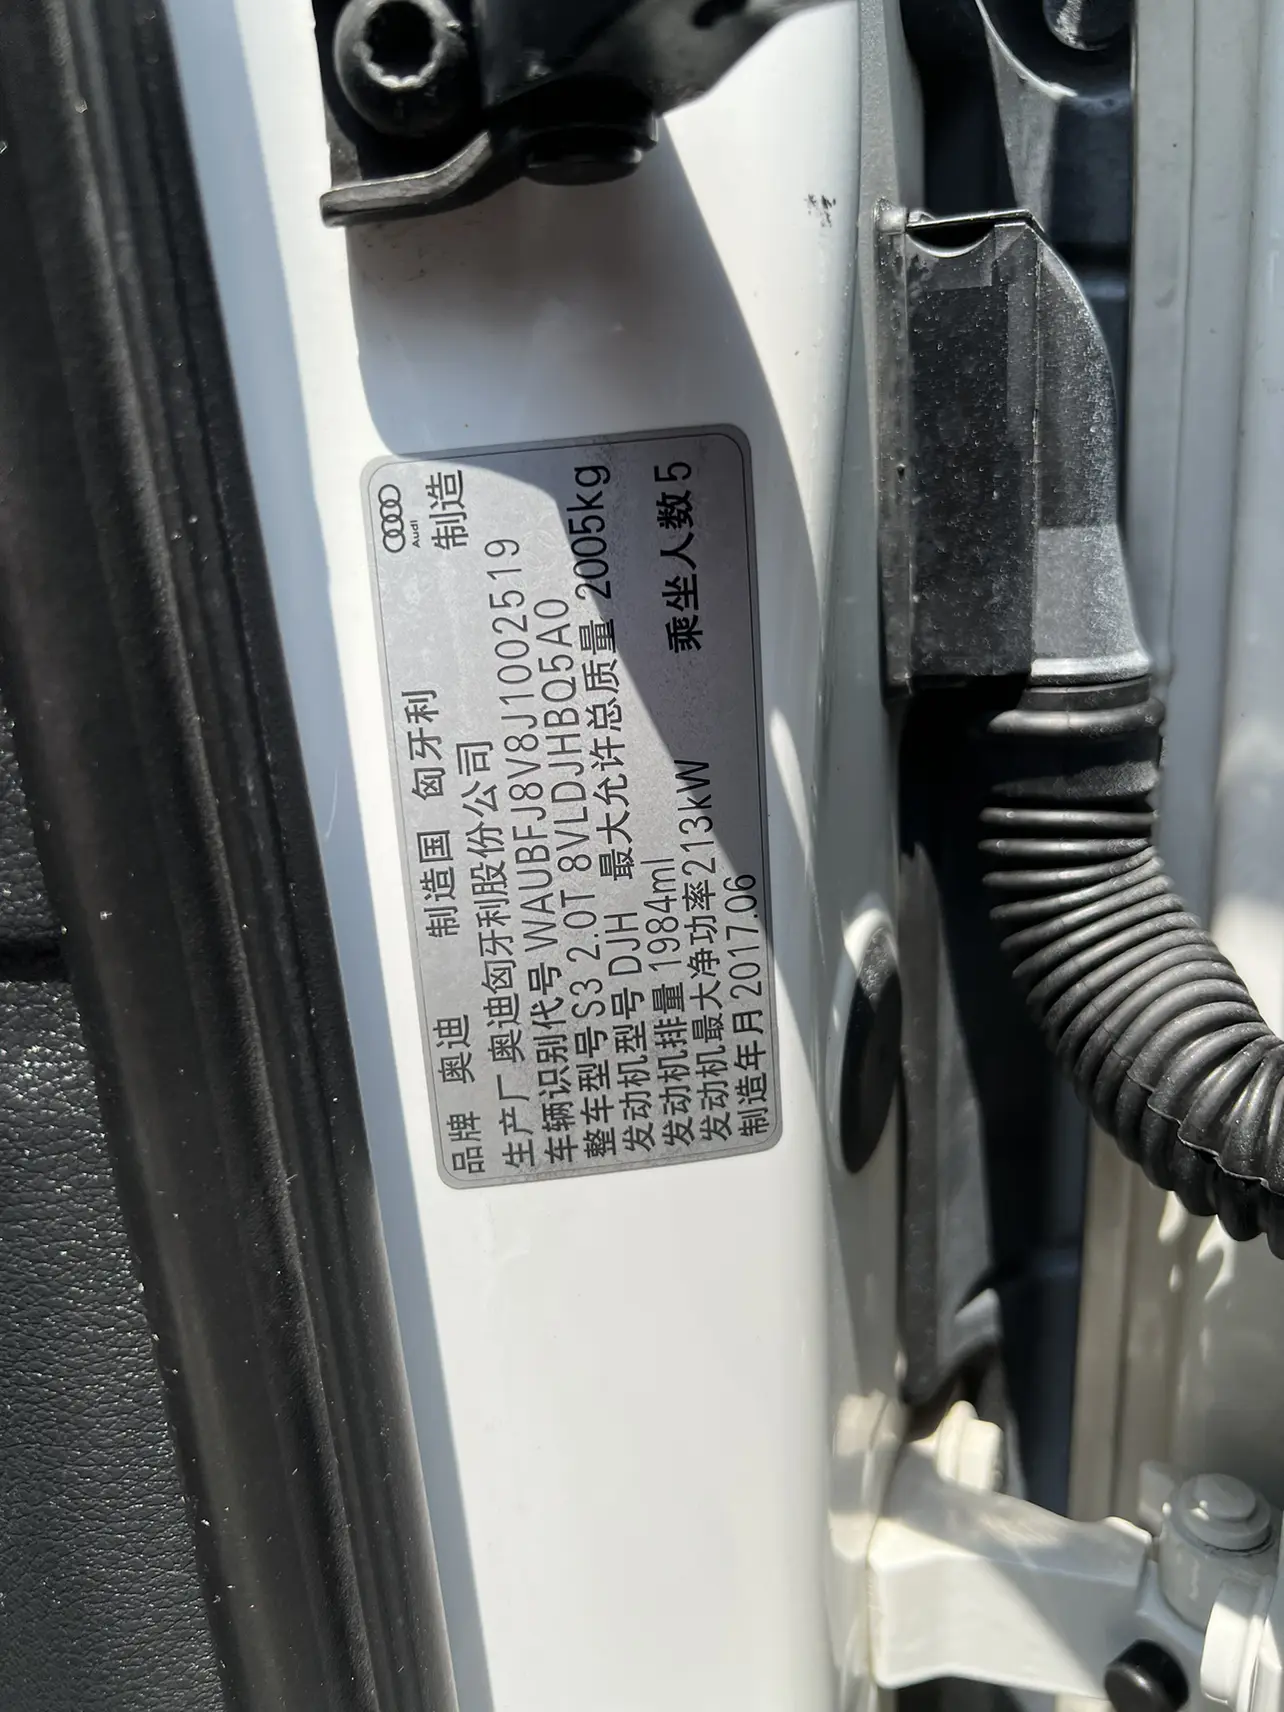 Audi
品牌 奥迪 制造国 匈牙利 制造
生产厂 奥迪匈牙利股份公司
车辆识别代号 WAUBFJ8V8J1002519
整车型号 S3 2.0T 8VLDJHBQ5A0
发动机型号 DJH 最大允许总质量 2005kg
发动机排量 1984ml
发动机最大净功率 213kW 乘坐人数 5
制造年月 2017.06